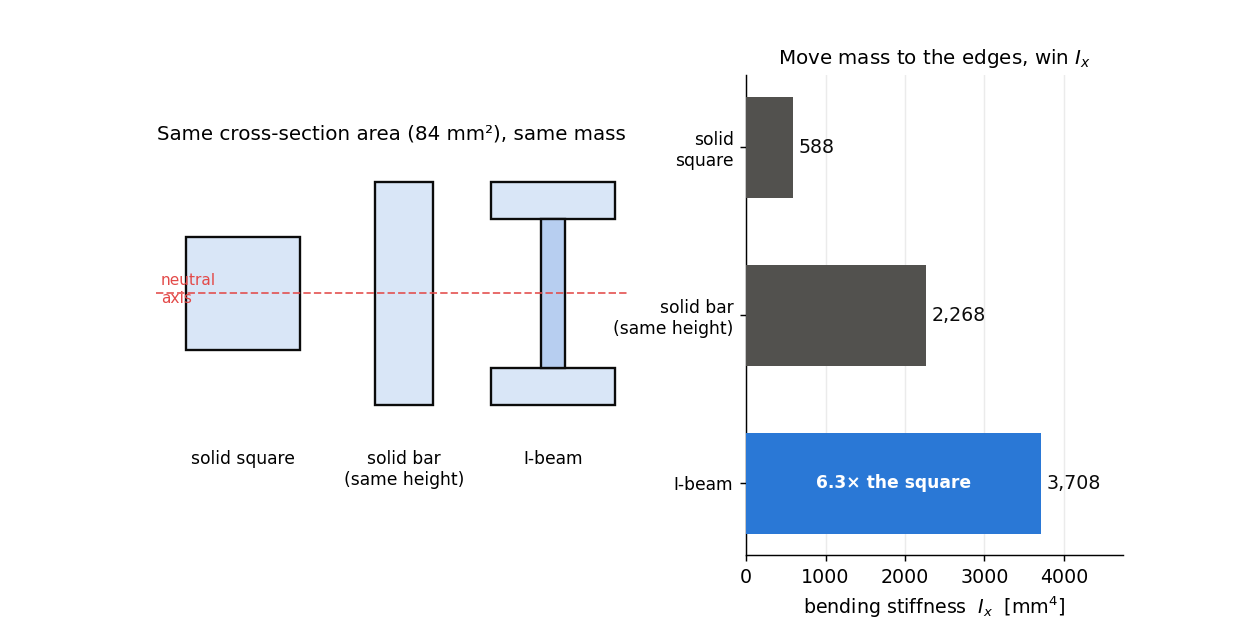 Same cross-section area (84 mm²), same mass
neutral
axis
solid square
solid bar
(same height)
I-beam
Move mass to the edges, win Iₓ
solid
square
588
solid bar
(same height)
2,268
I-beam
6.3× the square
3,708
0 1000 2000 3000 4000
bending stiffness Iₓ [mm⁴]